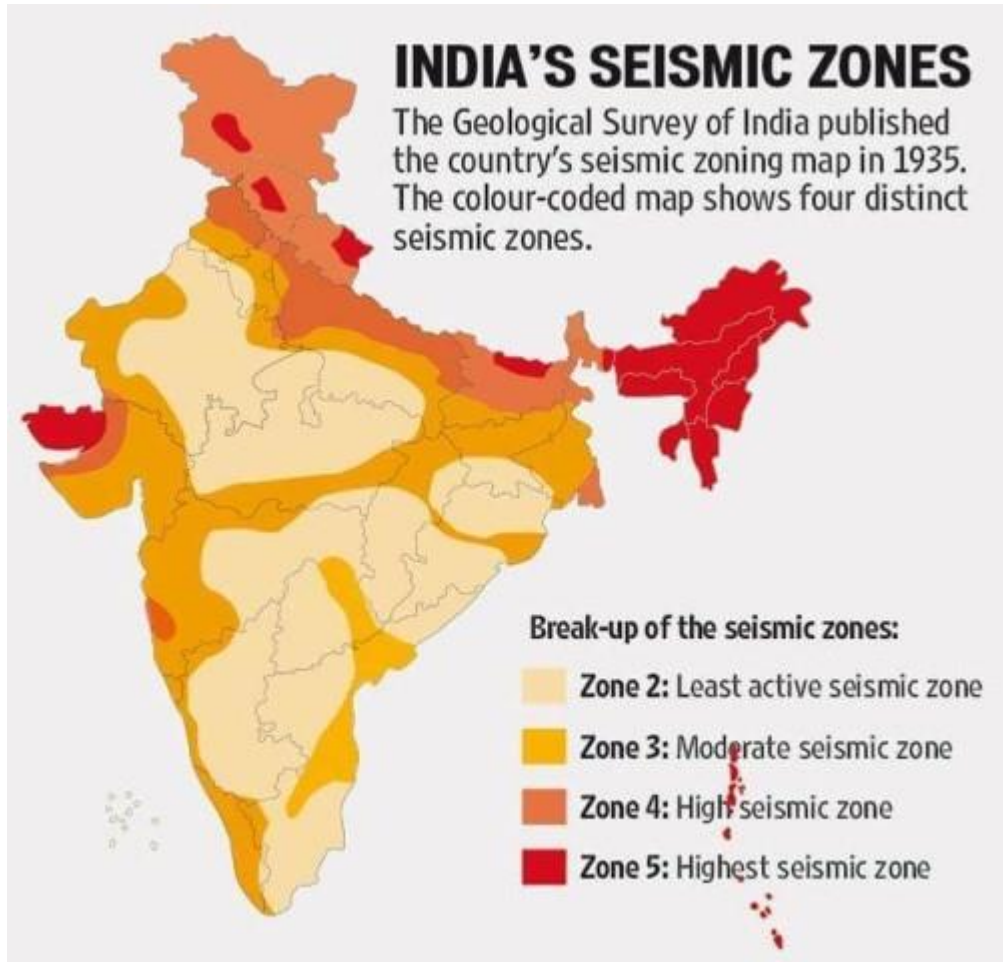 INDIA'S SEISMIC ZONES
The Geological Survey of India published
the country's seismic zoning map in 1935.
The colour-coded map shows four distinct
seismic zones.
Break-up of the seismic zones:
Zone 2: Least active seismic zone
Zone 3: Moderate seismic zone
Zone 4: High seismic zone
Zone 5: Highest seismic zone